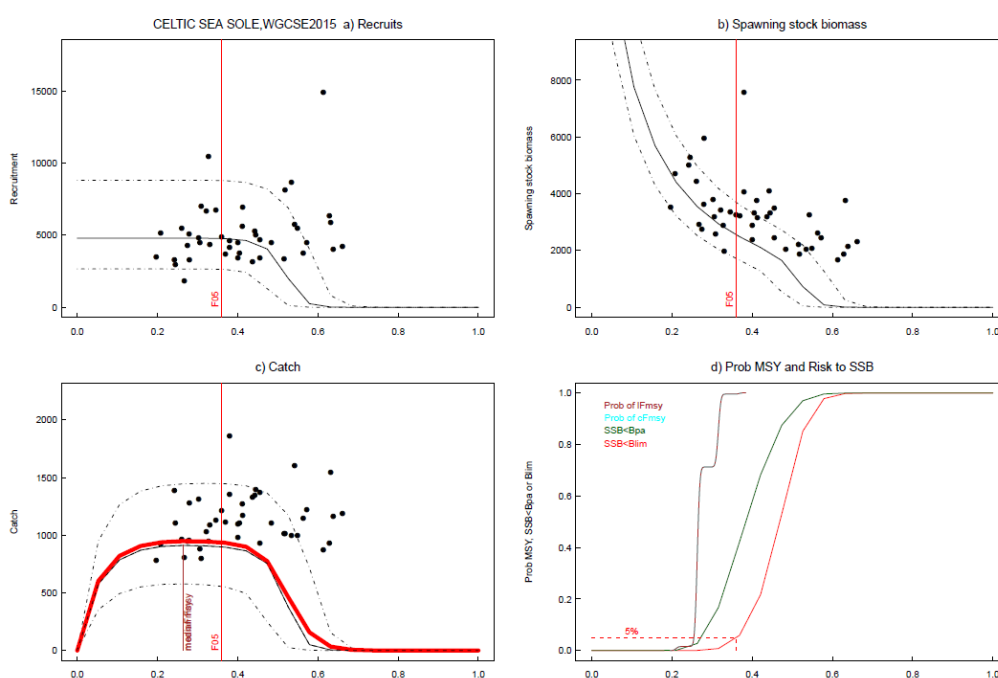 CELTIC SEA SOLE,WGCSE2015 a) Recruits
Recruitment
15000
10000
5000
0
F05
0.0 0.2 0.4 0.6 0.8 1.0
b) Spawning stock biomass
Spawning stock biomass
8000
6000
4000
2000
0
F05
0.0 0.2 0.4 0.6 0.8 1.0
c) Catch
Catch
2000
1500
1000
500
0
F05
0.0 0.2 0.4 0.6 0.8 1.0
d) Prob MSY and Risk to SSB
Prob MSY, SSB<Bpa or Blim
1.0
0.8
0.6
0.4
0.2
0.0
Prob of lFmsy
Prob of cFmsy
SSB<Bpa
SSB<Blim
5%
0.0 0.2 0.4 0.6 0.8 1.0